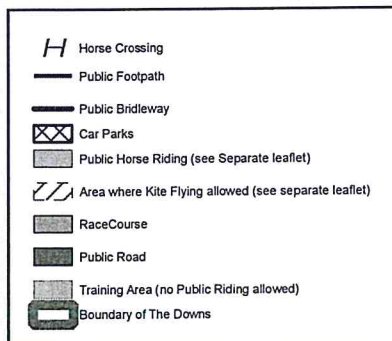 Horse Crossing
Public Footpath
Public Bridleway
Car Parks
Public Horse Riding (see Separate leaflet)
Area where Kite Flying allowed (see separate leaflet)
RaceCourse
Public Road
Training Area (no Public Riding allowed)
Boundary of The Downs